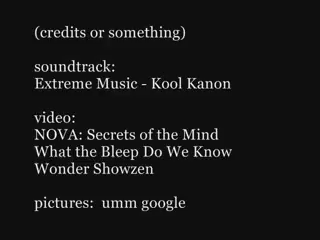 (credits or something)
soundtrack:
Extreme Music - Kool Kanon
video:
NOVA: Secrets of the Mind
What the Bleep Do We Know
Wonder Showzen
pictures:  umm google